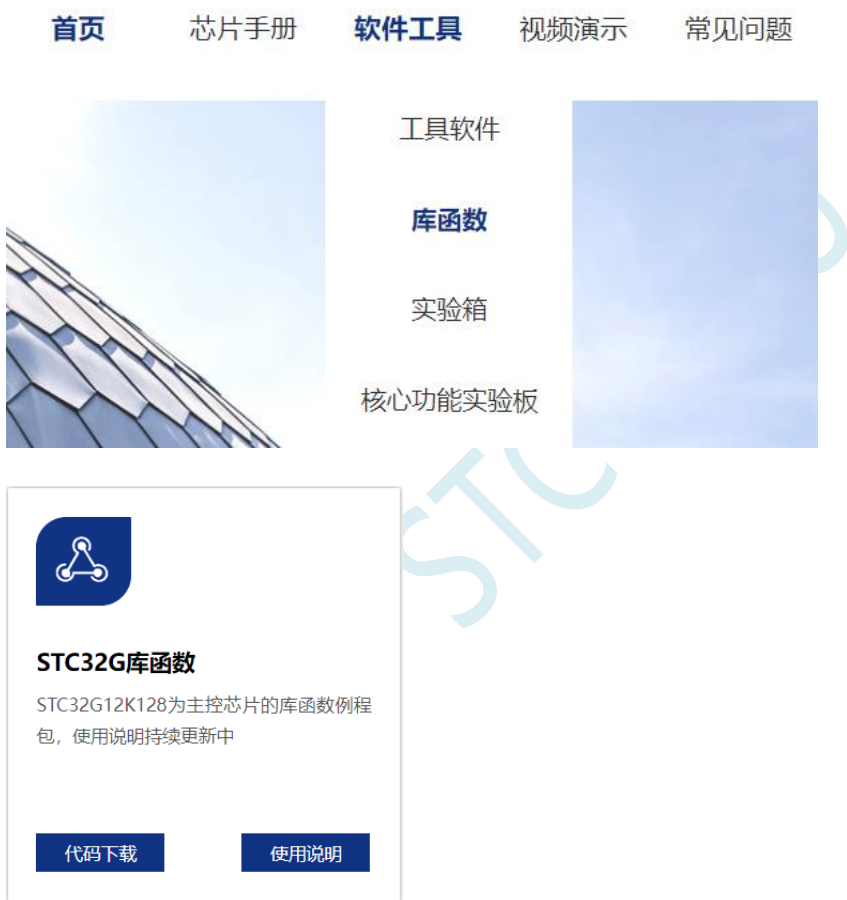 首页 芯片手册 软件工具 视频演示 常见问题
工具软件
库函数
实验箱
核心功能实验板
STC
STC32G库函数
STC32G12K128为主控芯片的库函数例程
包，使用说明持续更新中
代码下载 使用说明